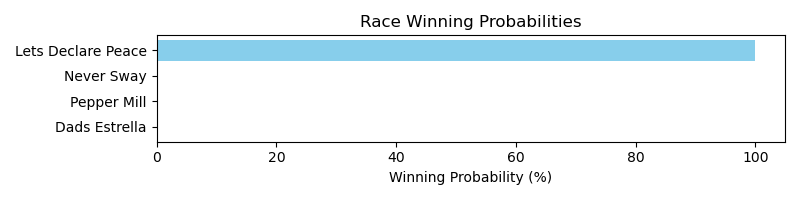 Race Winning Probabilities
Lets Declare Peace
Never Sway
Pepper Mill
Dads Estrella
0 20 40 60 80 100
Winning Probability (%)